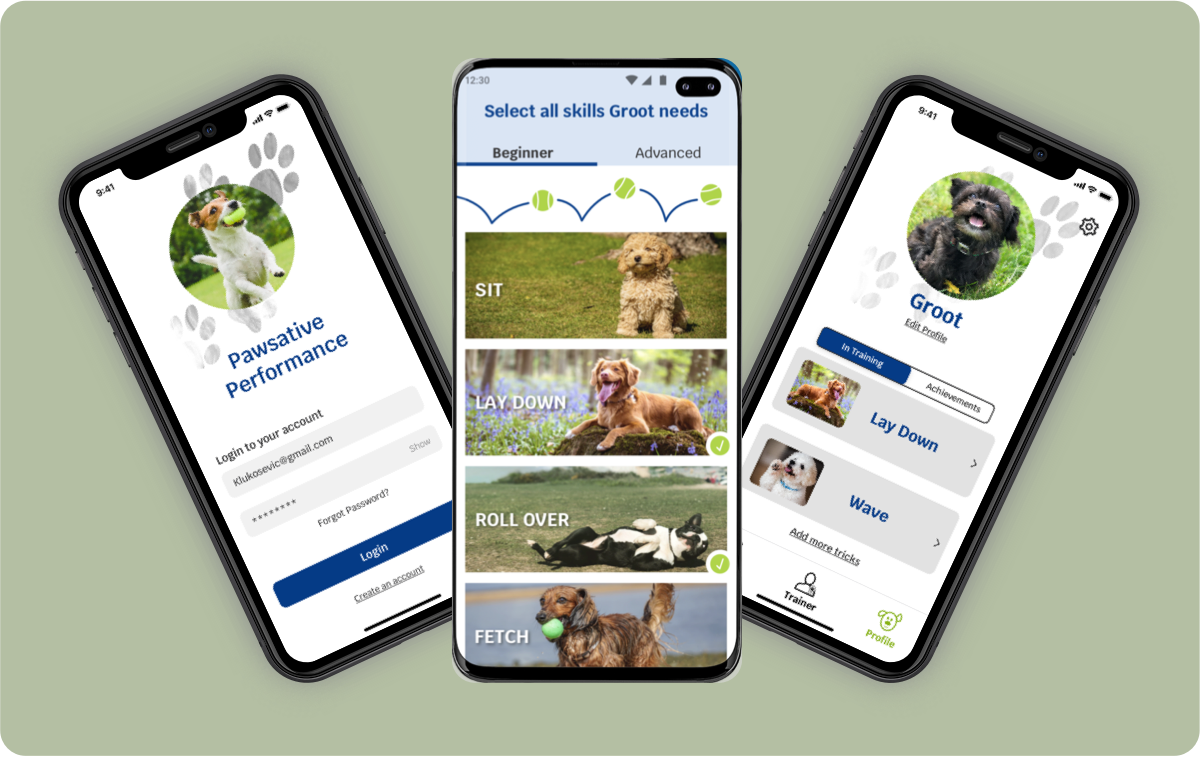 9:41
Pawsative
Performance
Login to your account
Klukosevic@gmail.com
******** Show
Forgot Password?
Login
Create an account
12:30
Select all skills Groot needs
Beginner Advanced
SIT
LAY DOWN
ROLL OVER
FETCH
9:41
Groot
Edit Profile
In Training Achievements
Lay Down
Wave
Add more tricks
Trainer
Profile